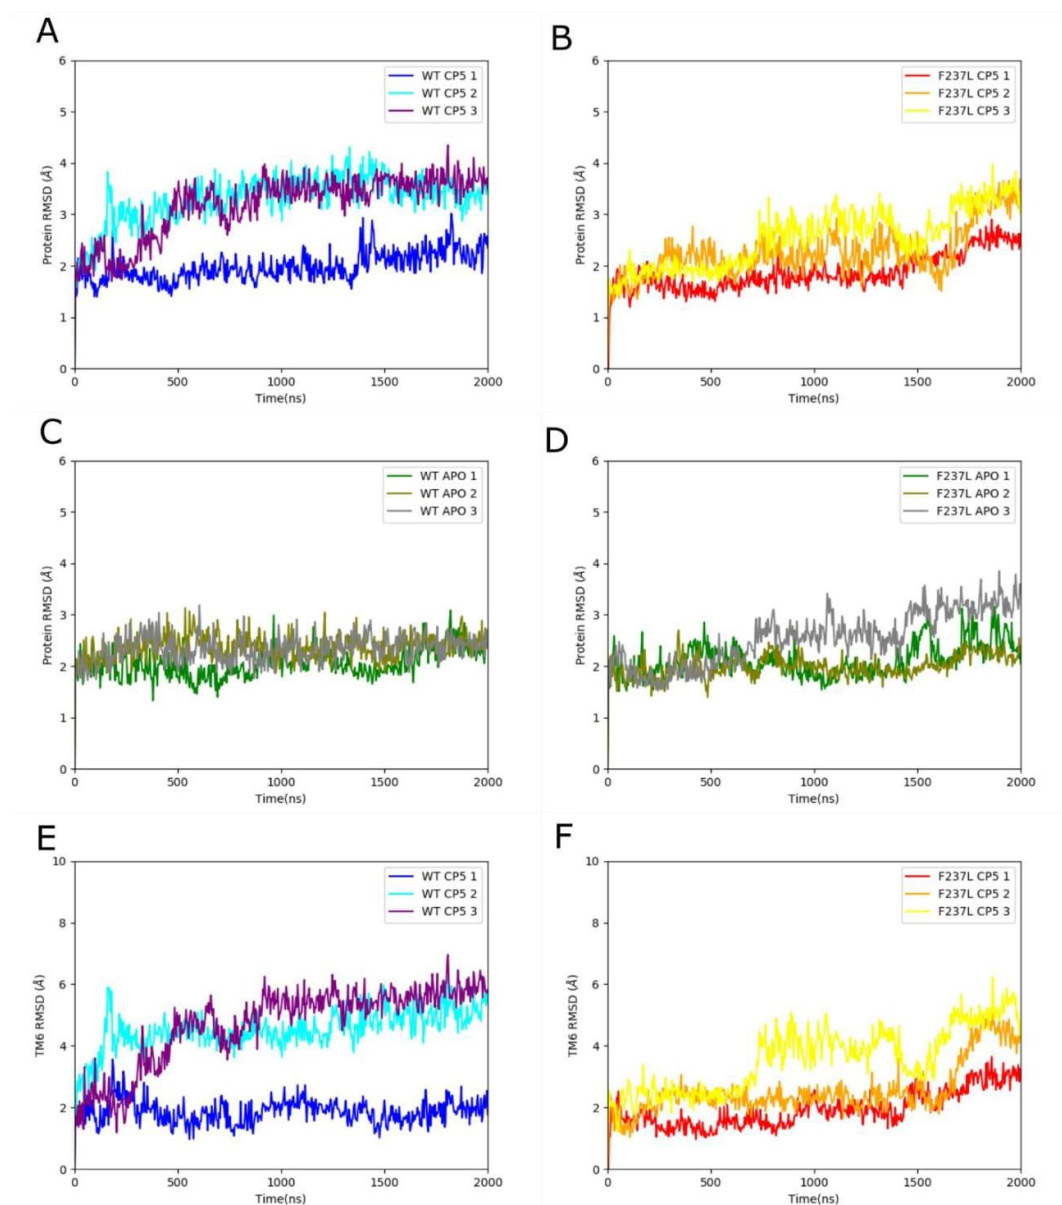 A
6
5
4
3
2
1
0
Protein RMSD (Å)
0
500
1000
1500
2000
Time(ns)
WT CP5 1
WT CP5 2
WT CP5 3
B
6
5
4
3
2
1
0
Protein RMSD (Å)
0
500
1000
1500
2000
Time(ns)
F237L CP5 1
F237L CP5 2
F237L CP5 3
C
6
5
4
3
2
1
0
Protein RMSD (Å)
0
500
1000
1500
2000
Time(ns)
WT APO 1
WT APO 2
WT APO 3
D
6
5
4
3
2
1
0
Protein RMSD (Å)
0
500
1000
1500
2000
Time(ns)
F237L APO 1
F237L APO 2
F237L APO 3
E
10
8
6
4
2
0
TM6 RMSD (Å)
0
500
1000
1500
2000
Time(ns)
WT CP5 1
WT CP5 2
WT CP5 3
F
10
8
6
4
2
0
TM6 RMSD (Å)
0
500
1000
1500
2000
Time(ns)
F237L CP5 1
F237L CP5 2
F237L CP5 3